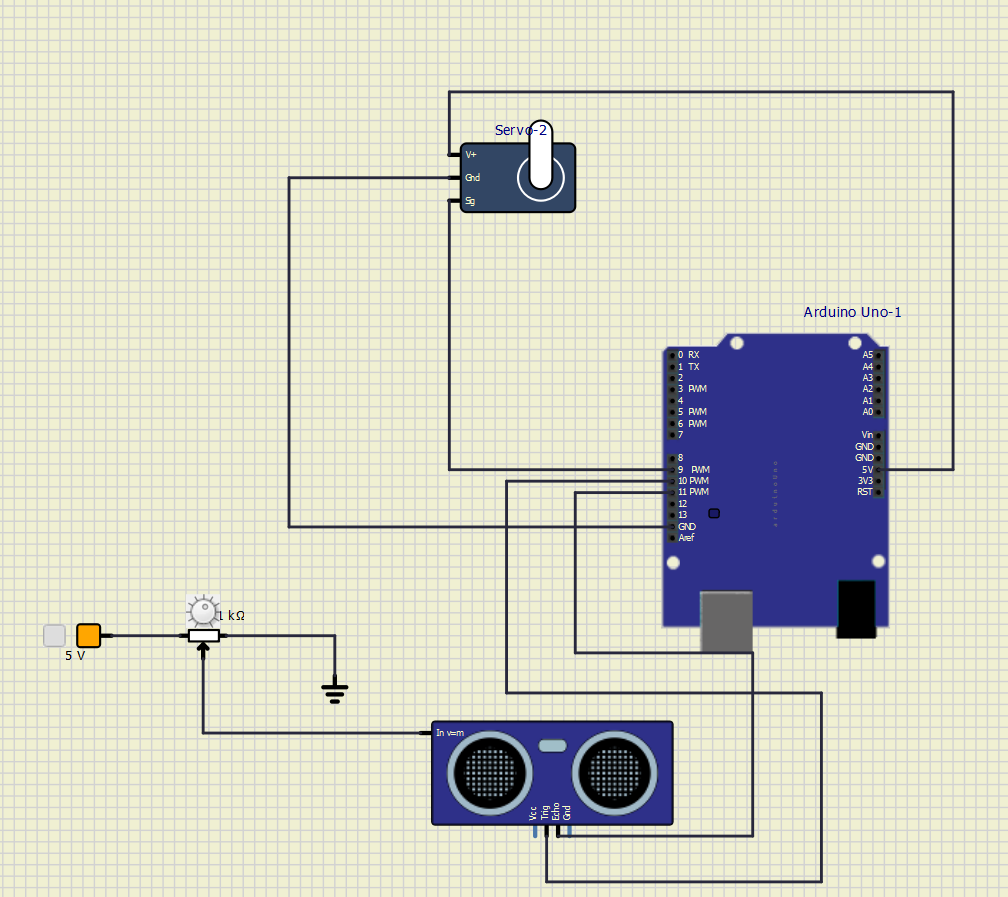 Servo-2
V+
Gnd
Sg
Arduino Uno-1
0 RX
1 TX
2
3 PWM
4
5 PWM
6 PWM
7
8
9 PWM
10 PWM
11 PWM
12
13
GND
Aref
A5
A4
A3
A2
A1
A0
Vin
GND
GND
5V
3V3
RST
arduinouno
1 kΩ
5 V
In v=m
Vcc
Trig
Echo
Gnd